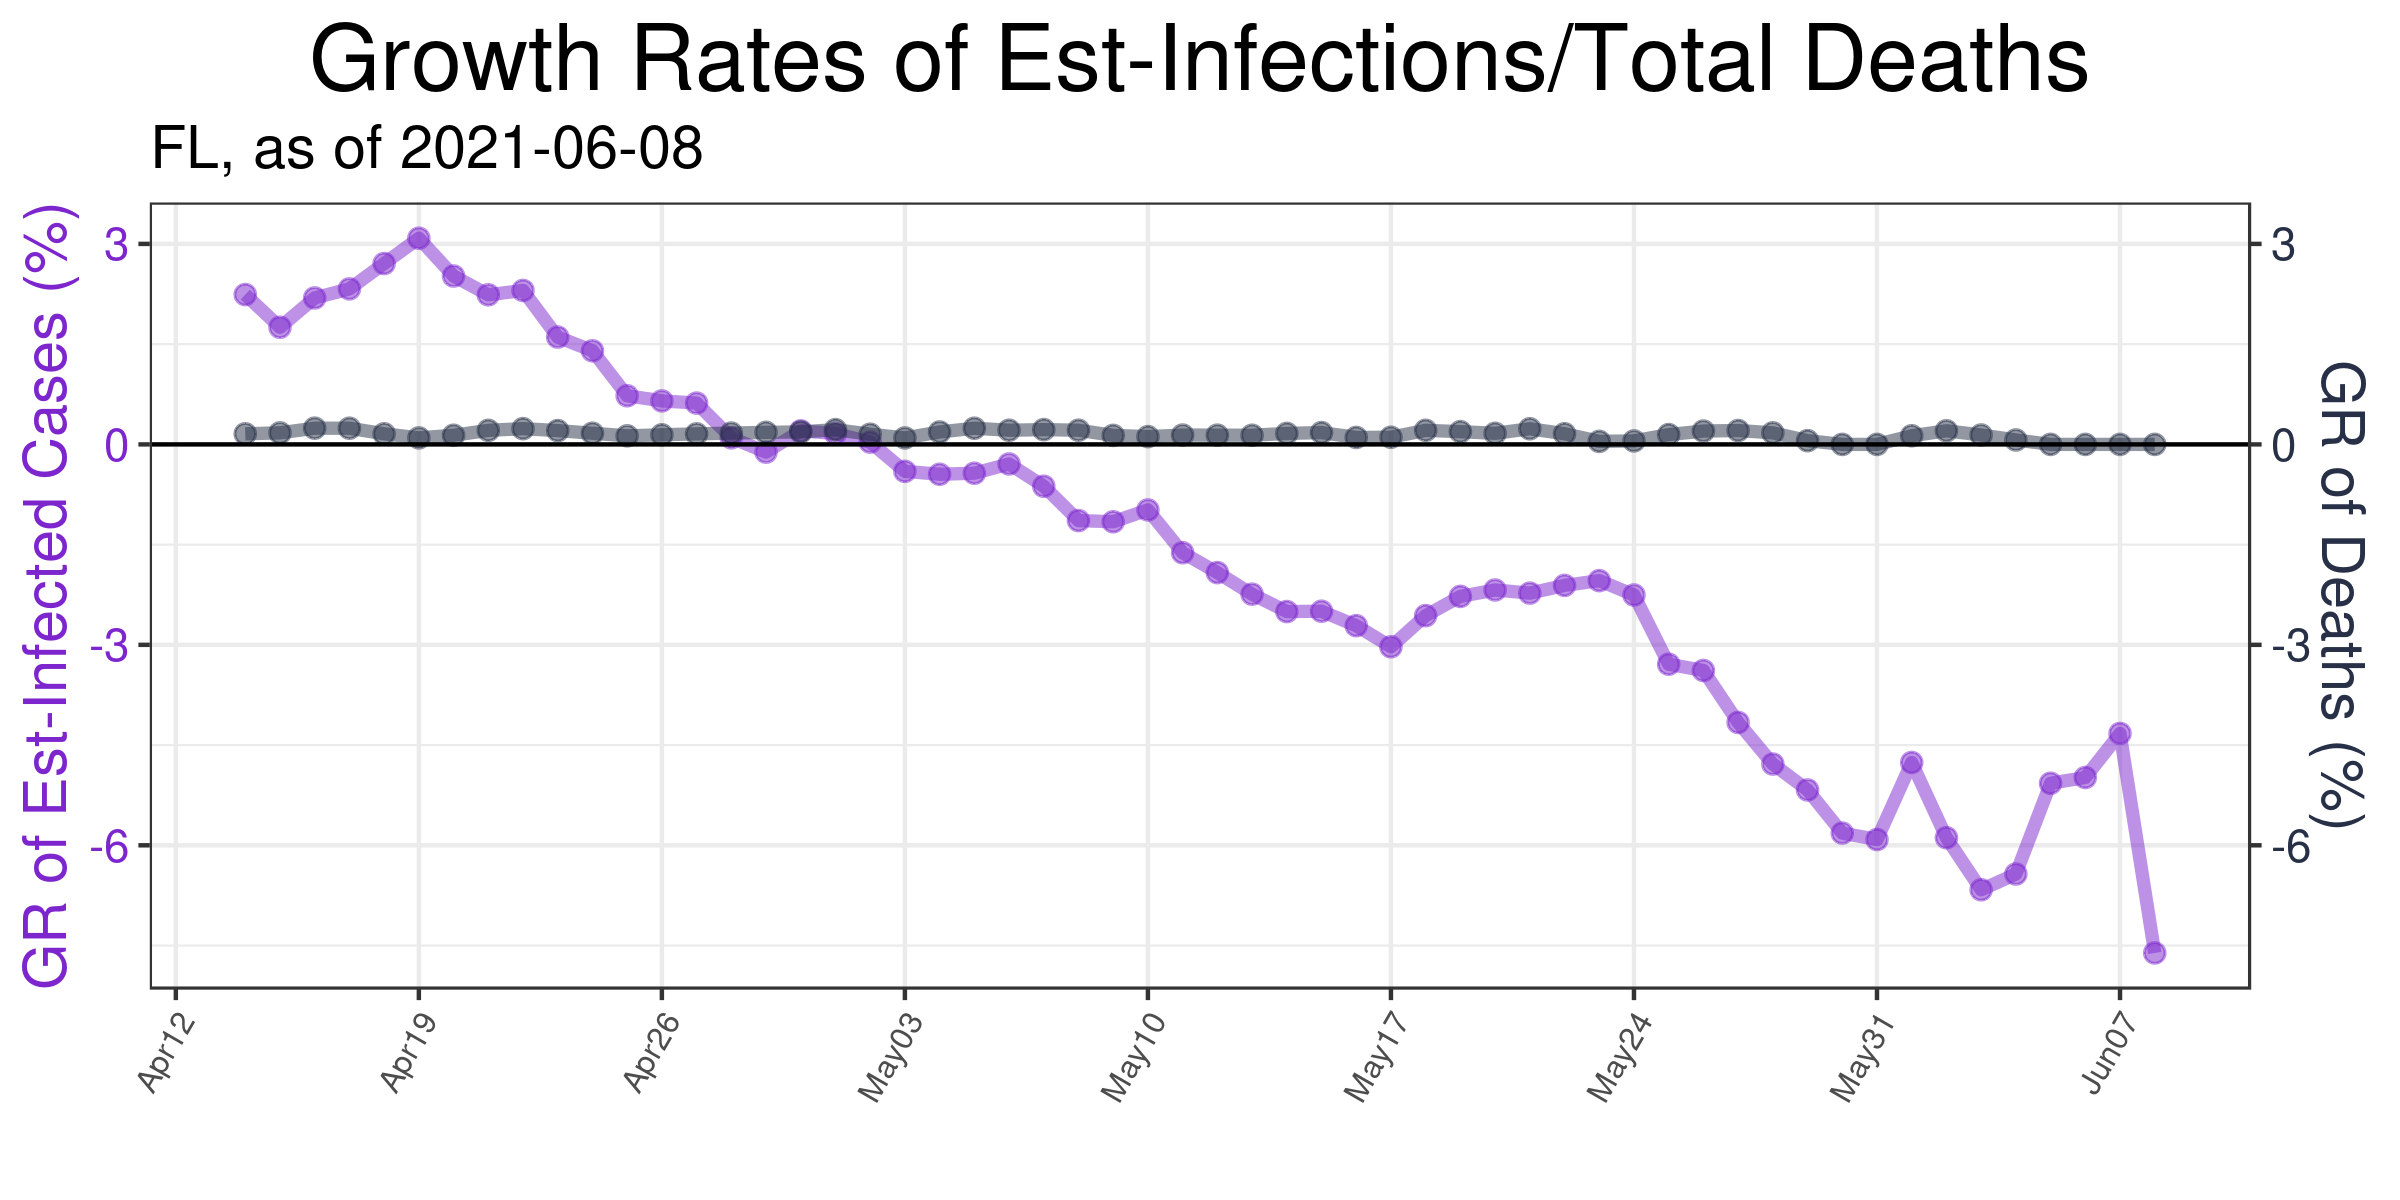 Growth Rates of Est-Infections/Total Deaths
FL, as of 2021-06-08
GR of Est-Infected Cases (%)
3
0
-3
-6
3
0
-3
-6
GR of Deaths (%)
Apr12
Apr19
Apr26
May03
May10
May17
May24
May31
Jun07